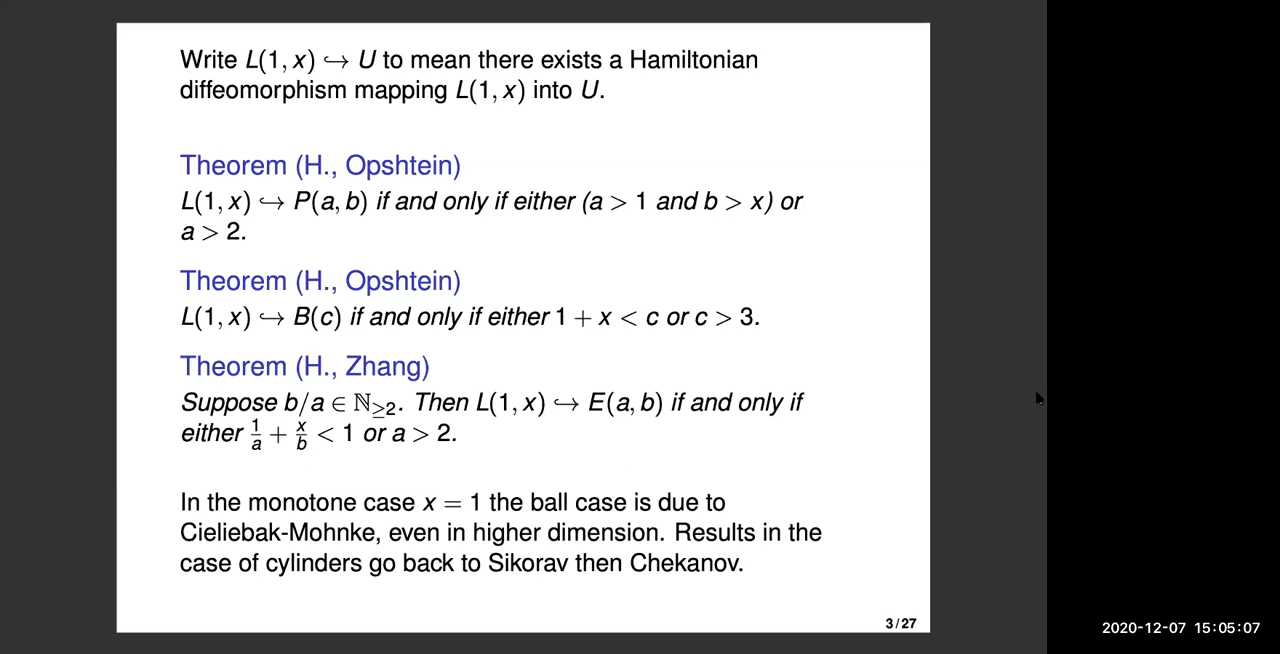 Write L(1, x) ↪ U to mean there exists a Hamiltonian
diffeomorphism mapping L(1, x) into U.
Theorem (H., Opshtein)
L(1, x) ↪ P(a, b) if and only if either (a > 1 and b > x) or
a > 2.
Theorem (H., Opshtein)
L(1, x) ↪ B(c) if and only if either 1 + x < c or c > 3.
Theorem (H., Zhang)
Suppose b/a ∈ ℕ≥2. Then L(1, x) ↪ E(a, b) if and only if
either 1/a + x/b < 1 or a > 2.
In the monotone case x = 1 the ball case is due to
Cieliebak-Mohnke, even in higher dimension. Results in the
case of cylinders go back to Sikorav then Chekanov.
3 / 27
2020-12-07 15:05:07